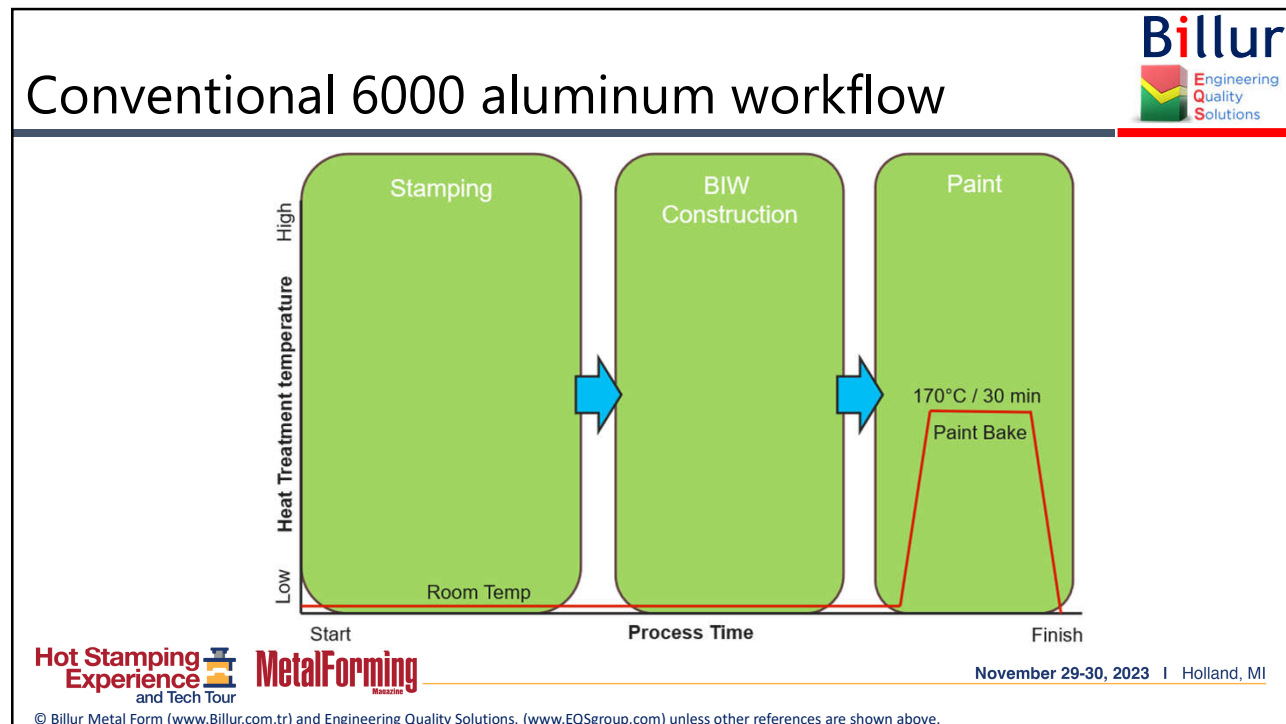 Billur
Engineering
Quality
Solutions
Conventional 6000 aluminum workflow
Stamping
BIW
Construction
Paint
High
Heat Treatment temperature
Low
170°C / 30 min
Paint Bake
Room Temp
Start
Process Time
Finish
Hot Stamping
Experience
and Tech Tour
MetalForming
Magazine
November 29-30, 2023 I Holland, MI
© Billur Metal Form (www.Billur.com.tr) and Engineering Quality Solutions, (www.EQSgroup.com) unless other references are shown above.